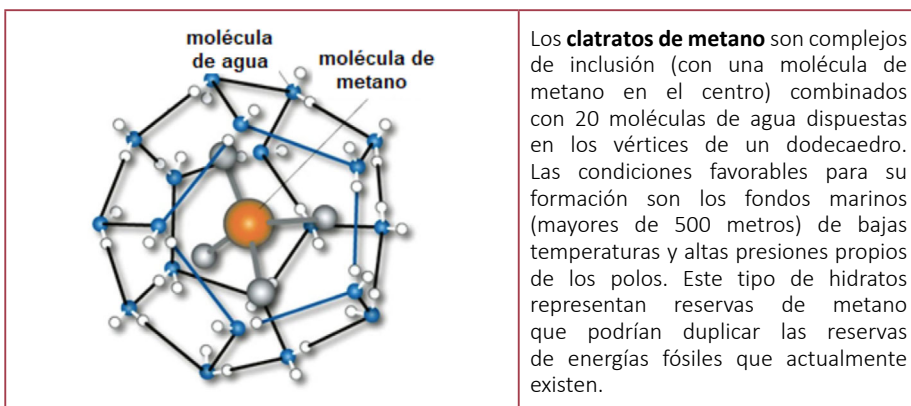 molécula
de agua
molécula de
metano
Los clatratos de metano son complejos
de inclusión (con una molécula de
metano en el centro) combinados
con 20 moléculas de agua dispuestas
en los vértices de un dodecaedro.
Las condiciones favorables para su
formación son los fondos marinos
(mayores de 500 metros) de bajas
temperaturas y altas presiones propios
de los polos. Este tipo de hidratos
representan reservas de metano
que podrían duplicar las reservas
de energías fósiles que actualmente
existen.